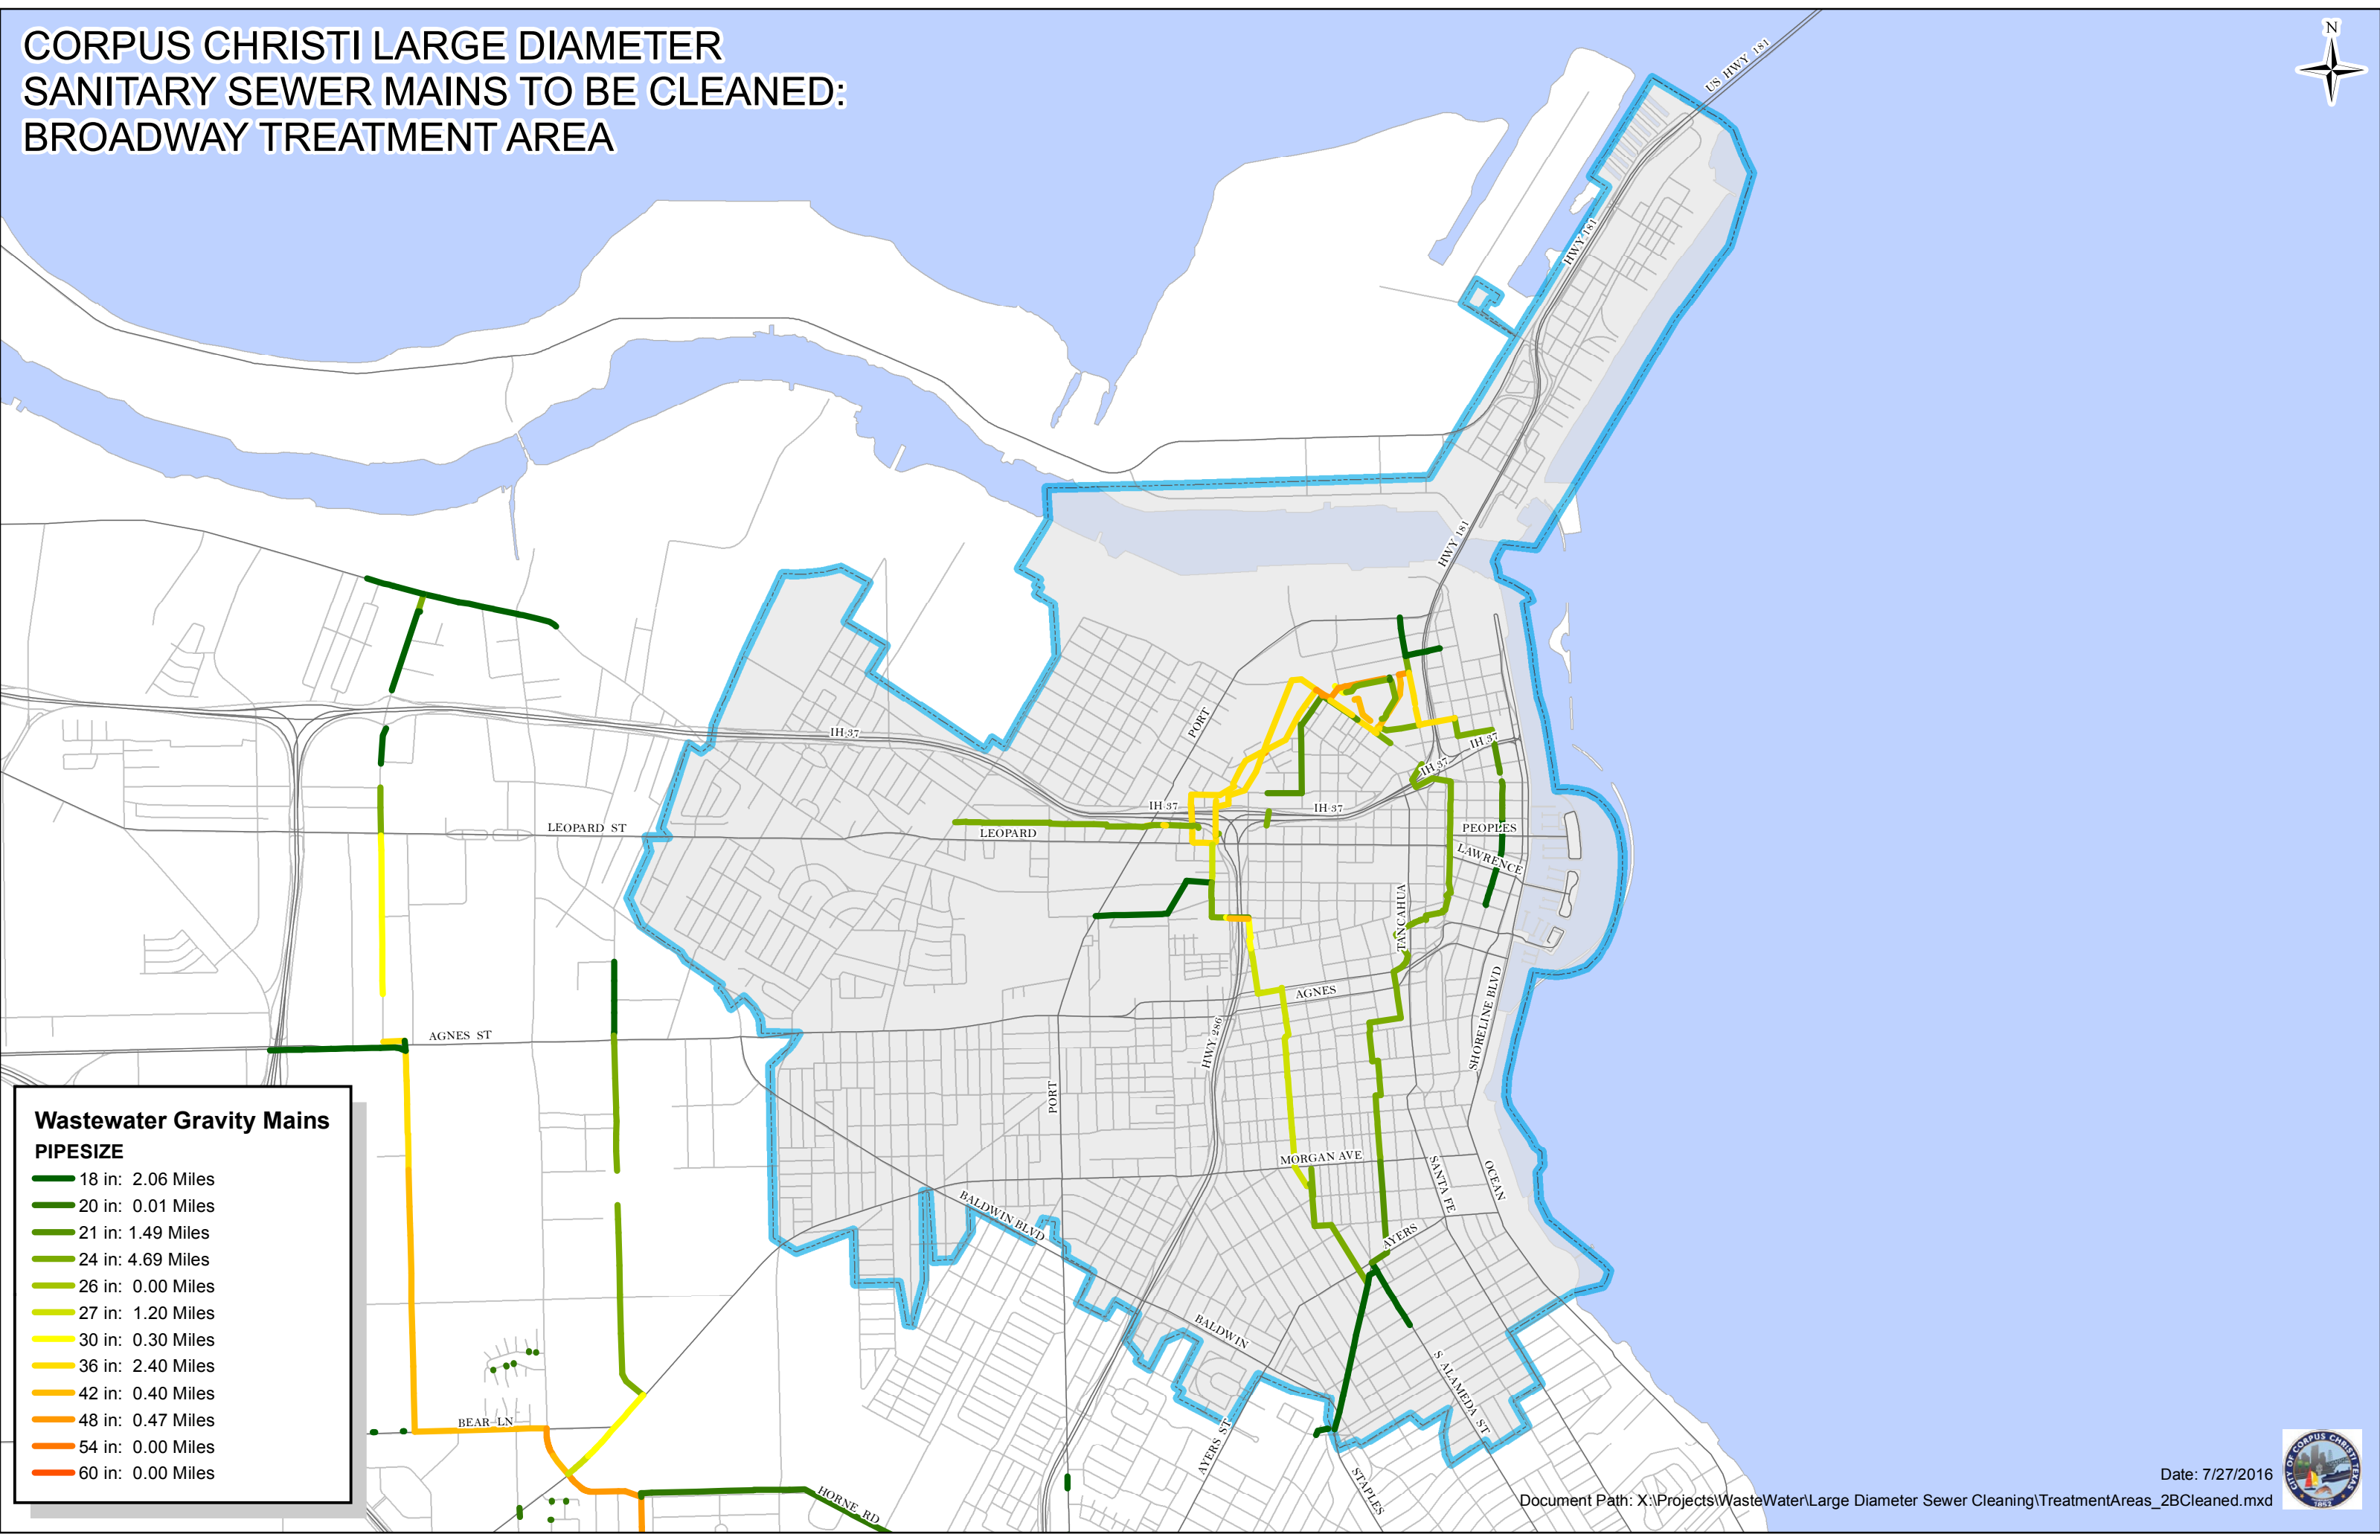 CORPUS CHRISTI LARGE DIAMETER
SANITARY SEWER MAINS TO BE CLEANED:
BROADWAY TREATMENT AREA
N
US HWY 181
HWY 181
HWY 181
PORT
IH 37
IH 37
IH 37
IH 37
IH 37
LEOPARD ST
LEOPARD
PEOPLES
LAWRENCE
TANCAHUA
AGNES
AGNES ST
SHORELINE BLVD
HWY 286
PORT
MORGAN AVE
SANTA FE
OCEAN
BALDWIN BLVD
AYERS
BALDWIN
S ALAMEDA ST
BEAR LN
AYERS ST
STAPLES
HORNE RD
Wastewater Gravity Mains
PIPESIZE
18 in: 2.06 Miles
20 in: 0.01 Miles
21 in: 1.49 Miles
24 in: 4.69 Miles
26 in: 0.00 Miles
27 in: 1.20 Miles
30 in: 0.30 Miles
36 in: 2.40 Miles
42 in: 0.40 Miles
48 in: 0.47 Miles
54 in: 0.00 Miles
60 in: 0.00 Miles
Date: 7/27/2016
Document Path: X:\Projects\WasteWater\Large Diameter Sewer Cleaning\TreatmentAreas_2BCleaned.mxd
CITY OF CORPUS CHRISTI TEXAS
1852